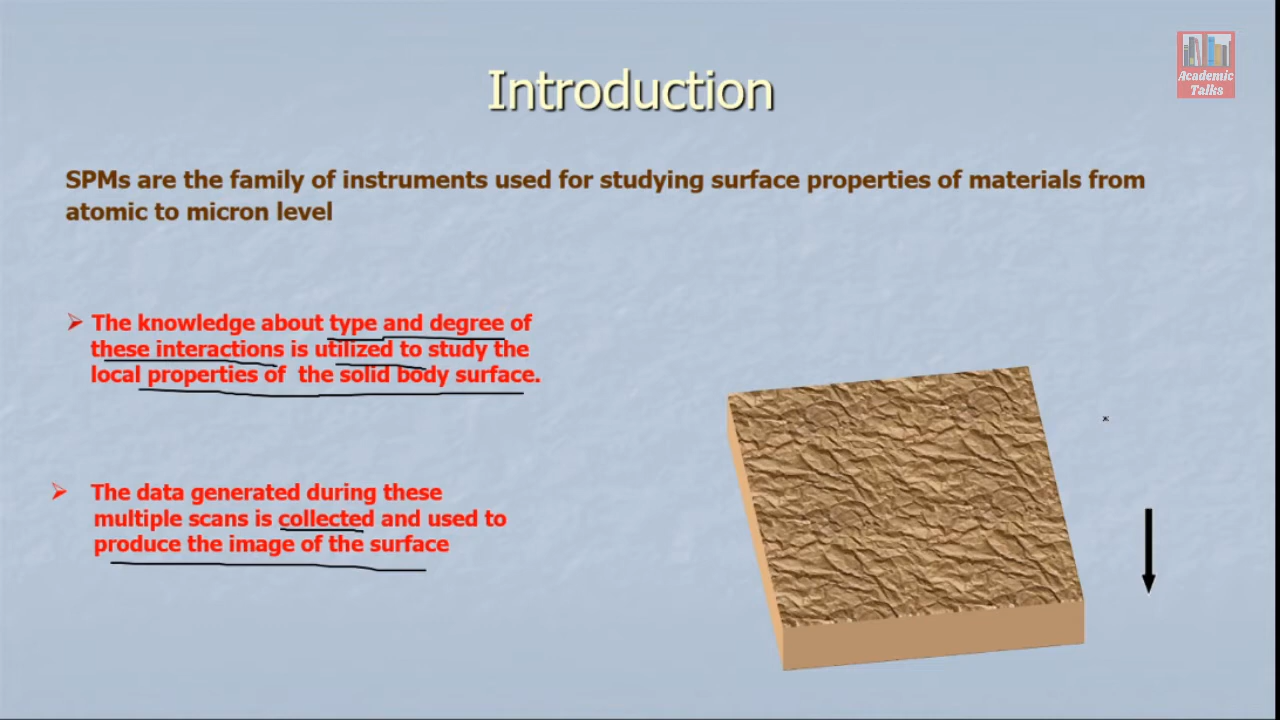 Introduction
Academic
Talks
SPMs are the family of instruments used for studying surface properties of materials from
atomic to micron level
The knowledge about type and degree of
these interactions is utilized to study the
local properties of the solid body surface.
The data generated during these
multiple scans is collected and used to
produce the image of the surface